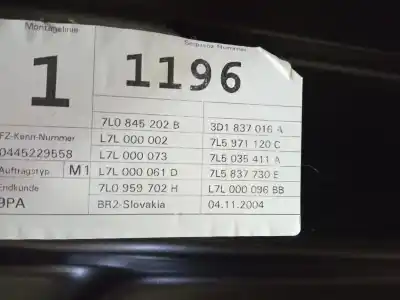 Montagelinie
Sequenz Nummer
1
1196
7L0 845 202 B
3D1 837 016 A
FZ-Kenn-Nummer
L7L 000 002
7L5 971 120 C
0445229558
L7L 000 073
7L5 035 411 A
Auftragstyp M1
L7L 000 061 D
7L5 837 730 E
Endkunde
7L0 959 702 H
L7L 000 096 BB
9PA
BR2-Slovakia
04.11.2004